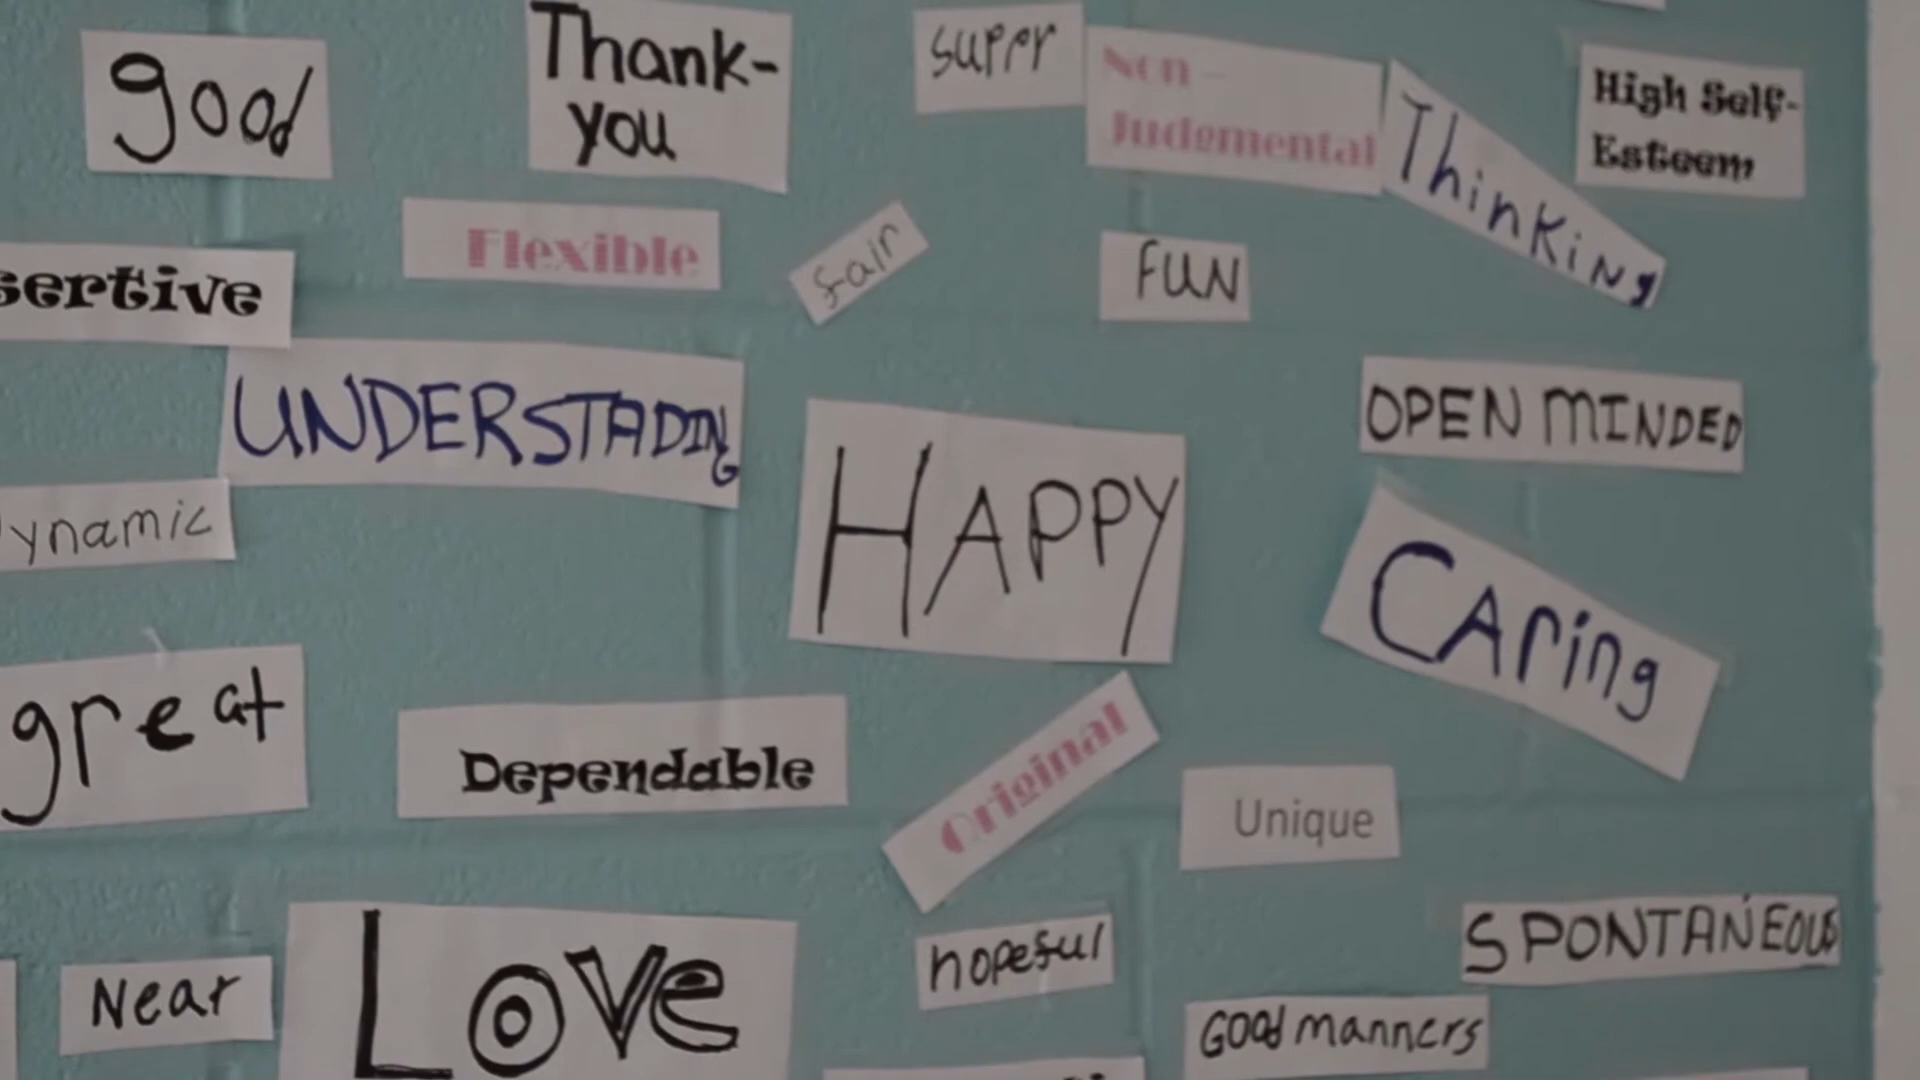 good
Thank-
you
super
Non-
Judgmental
Thinking
High Self-
Esteem
sertive
Flexible
fair
FUN
UNDERSTADING
OPEN MINDED
ynamic
HAPPY
CAring
great
Dependable
Original
Unique
Near
Love
hopeful
SPONTANEOUS
Good manners